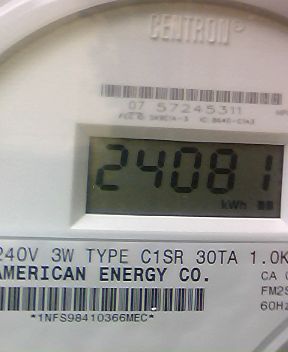 CENTRON®
07 57245311
24081
kWh
240V 3W TYPE C1SR 30TA 1.0K
AMERICAN ENERGY CO.
CA
FM2S
60Hz
*1NFS98410366MEC*